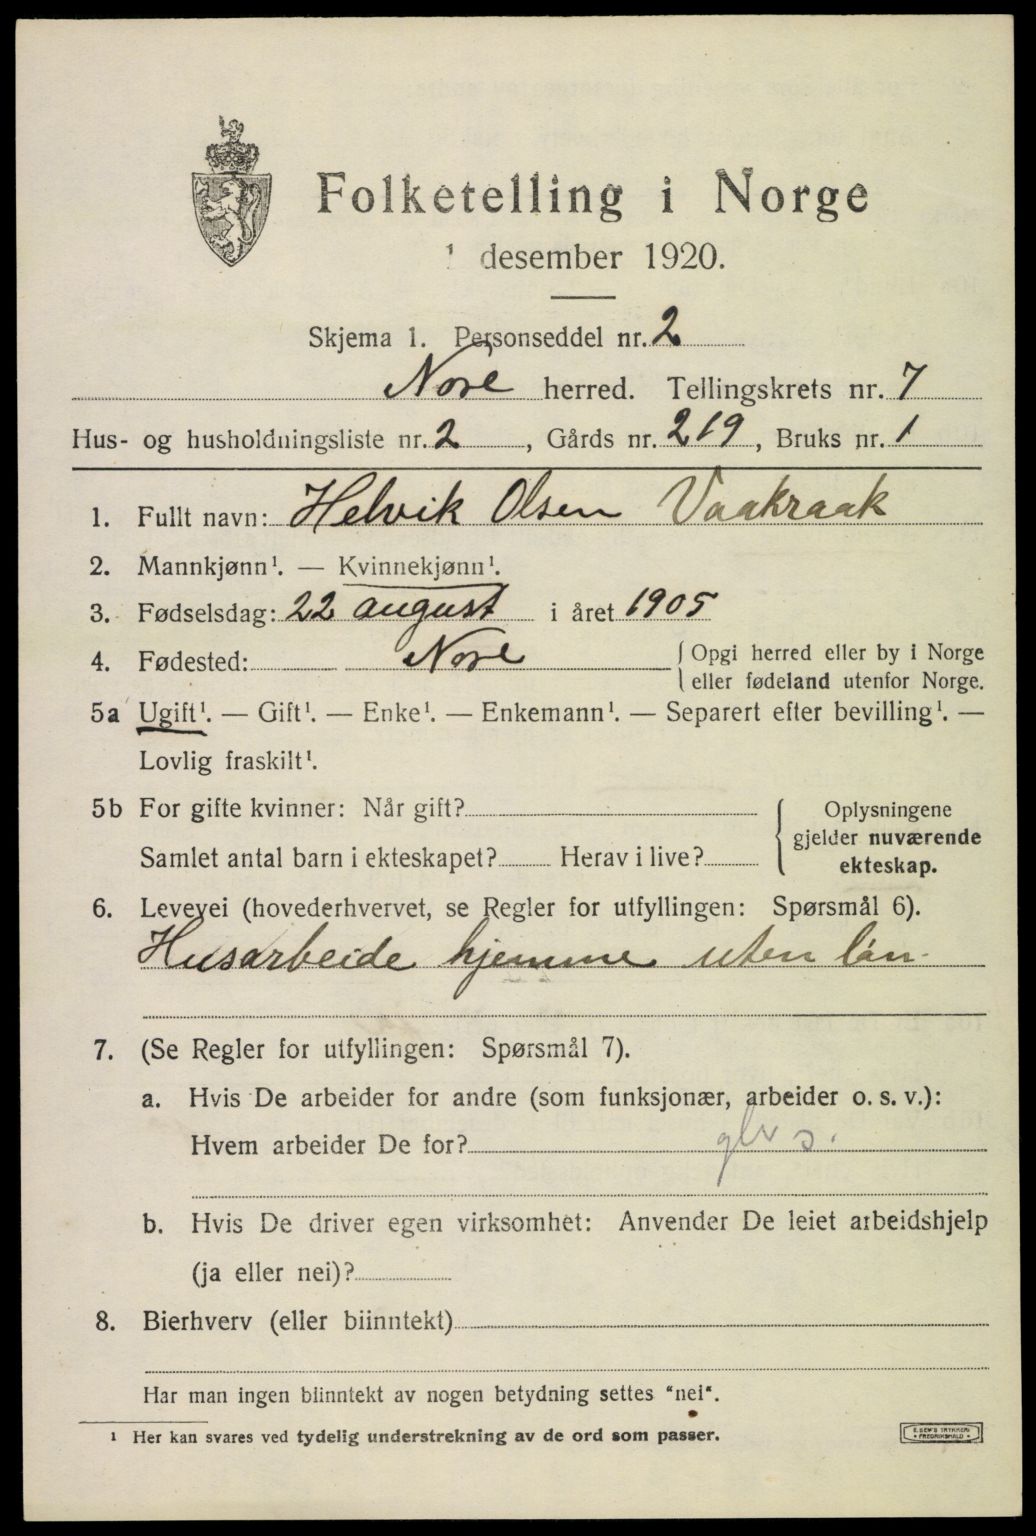 Folketelling i Norge
1 desember 1920.
Skjema 1. Personseddel nr. 2
Nore herred. Tellingskrets nr. 7
Hus- og husholdningsliste nr. 2, Gårds nr. 219, Bruks nr. 1
1. Fullt navn: Helvik Olsen Vaakraak
2. Mannkjønn¹. — Kvinnekjønn¹.
3. Fødselsdag: 22 august i året 1905
4. Fødested: Nore { Opgi herred eller by i Norge
eller fødeland utenfor Norge.
5a Ugift¹. — Gift¹. — Enke¹. — Enkemann¹. — Separert efter bevilling¹. —
Lovlig fraskilt¹.
5b For gifte kvinner: Når gift?
Samlet antal barn i ekteskapet? Herav i live?
{ Oplysningene
gjelder nuværende
ekteskap.
6. Levevei (hovederhvervet, se Regler for utfyllingen: Spørsmål 6).
Husarbeide hjemme uten løn
7. (Se Regler for utfyllingen: Spørsmål 7).
a. Hvis De arbeider for andre (som funksjonær, arbeider o. s. v.):
Hvem arbeider De for?
b. Hvis De driver egen virksomhet: Anvender De leiet arbeidshjelp
(ja eller nei)?
8. Bierhverv (eller biinntekt)
Har man ingen biinntekt av nogen betydning settes "nei".
¹ Her kan svares ved tydelig understrekning av de ord som passer.
E. SEM'S TRYKKERI
FREDRIKSHALD